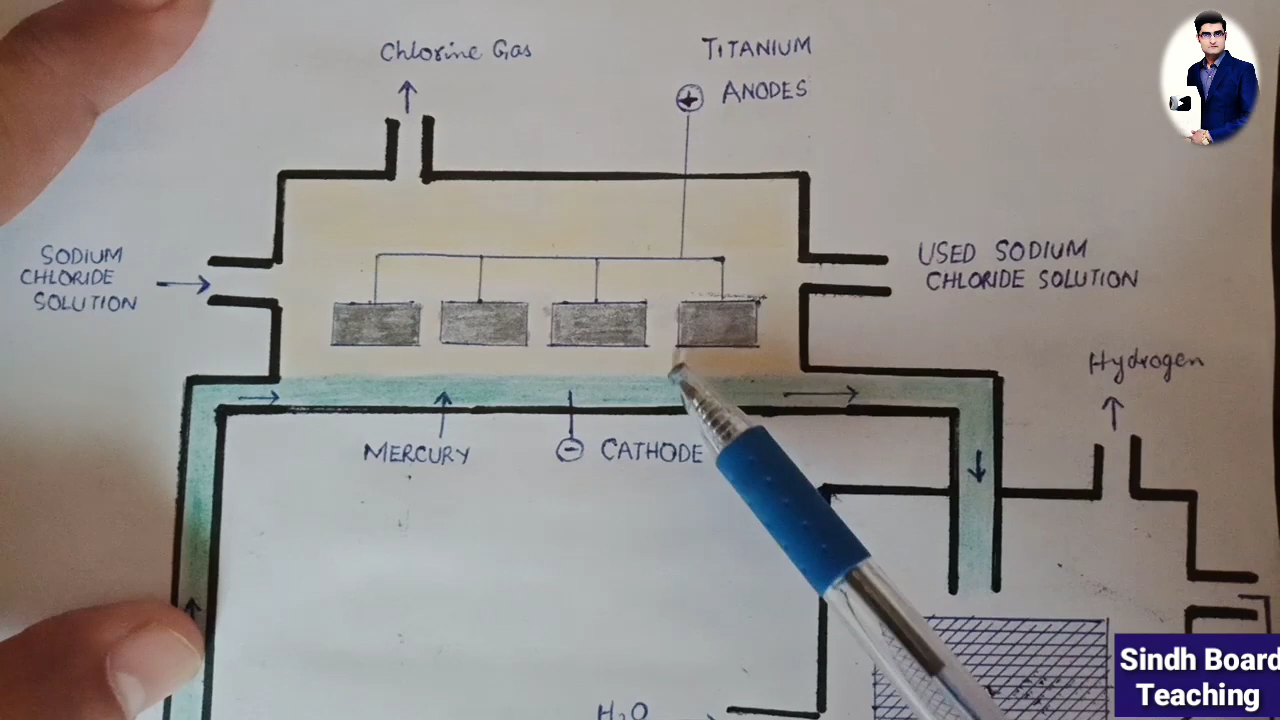 Chlorine Gas
TITANIUM
ANODES
SODIUM
CHLORIDE
SOLUTION
USED SODIUM
CHLORIDE SOLUTION
Hydrogen
MERCURY
CATHODE
H2O
Sindh Board
Teaching